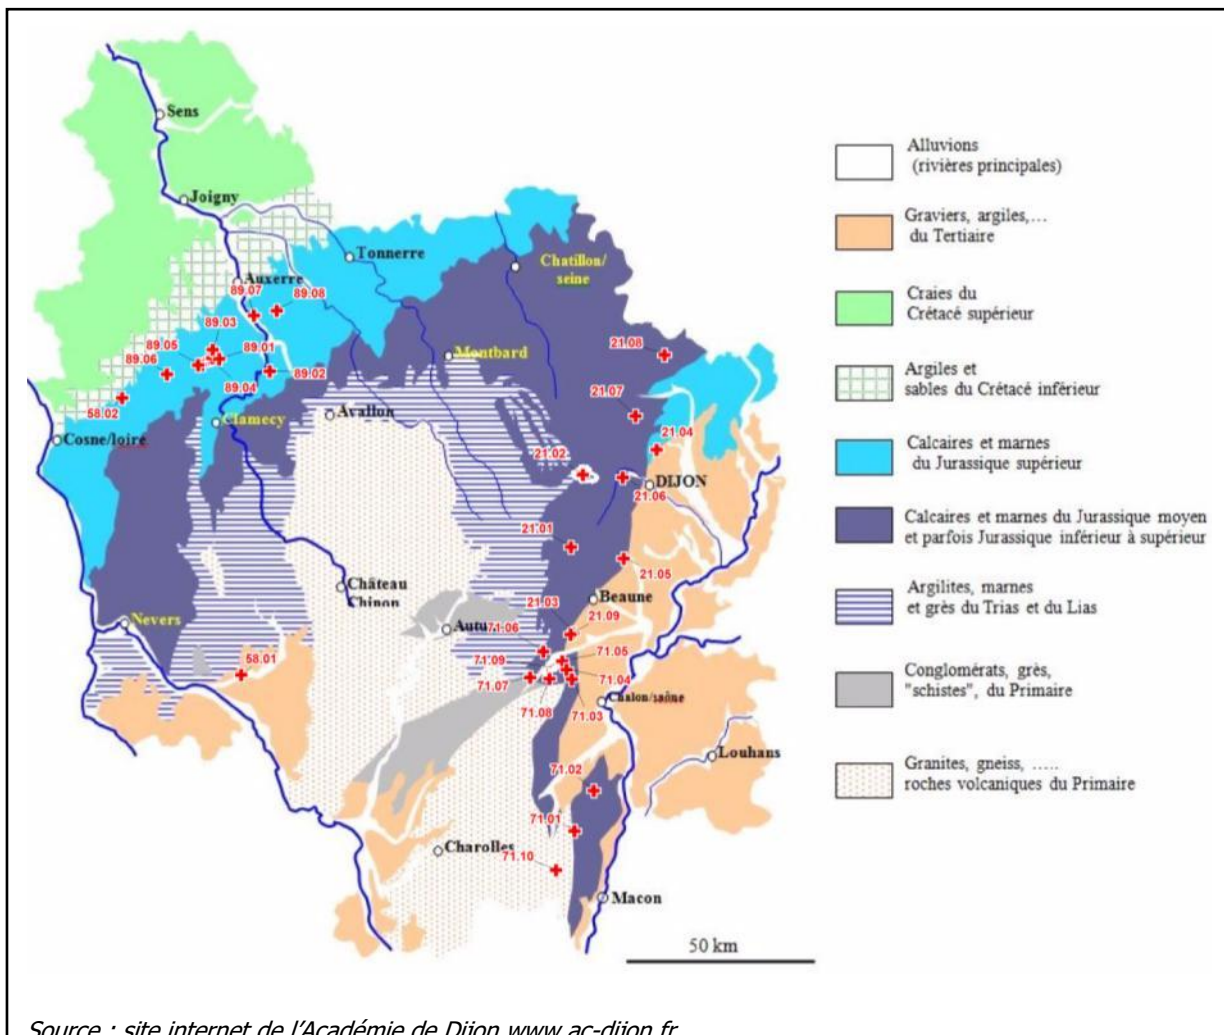 Sens
Joigny
Tonnerre
Chatillon/
seine
Auxerre
89.07
89.08
89.03
89.05
89.01
89.06
89.04
89.02
58.02
Montbard
21.08
21.07
Clamecy
Avallon
Cosne/loire
21.04
21.02
DIJON
21.06
21.01
21.05
Château
Chinon
Beaune
21.03
21.09
Nevers
Autu
71.06
58.01
71.05
71.09
71.07
71.04
71.08
71.03
Chalon/saône
Louhans
71.02
71.01
Charolles
71.10
Macon
50 km
Alluvions
(rivières principales)
Graviers, argiles,...
du Tertiaire
Craies du
Crétacé supérieur
Argiles et
sables du Crétacé inférieur
Calcaires et marnes
du Jurassique supérieur
Calcaires et marnes du Jurassique moyen
et parfois Jurassique inférieur à supérieur
Argilites, marnes
et grès du Trias et du Lias
Conglomérats, grès,
"schistes", du Primaire
Granites, gneiss, .....
roches volcaniques du Primaire
Source : site internet de l'Académie de Dijon www.ac-dijon.fr